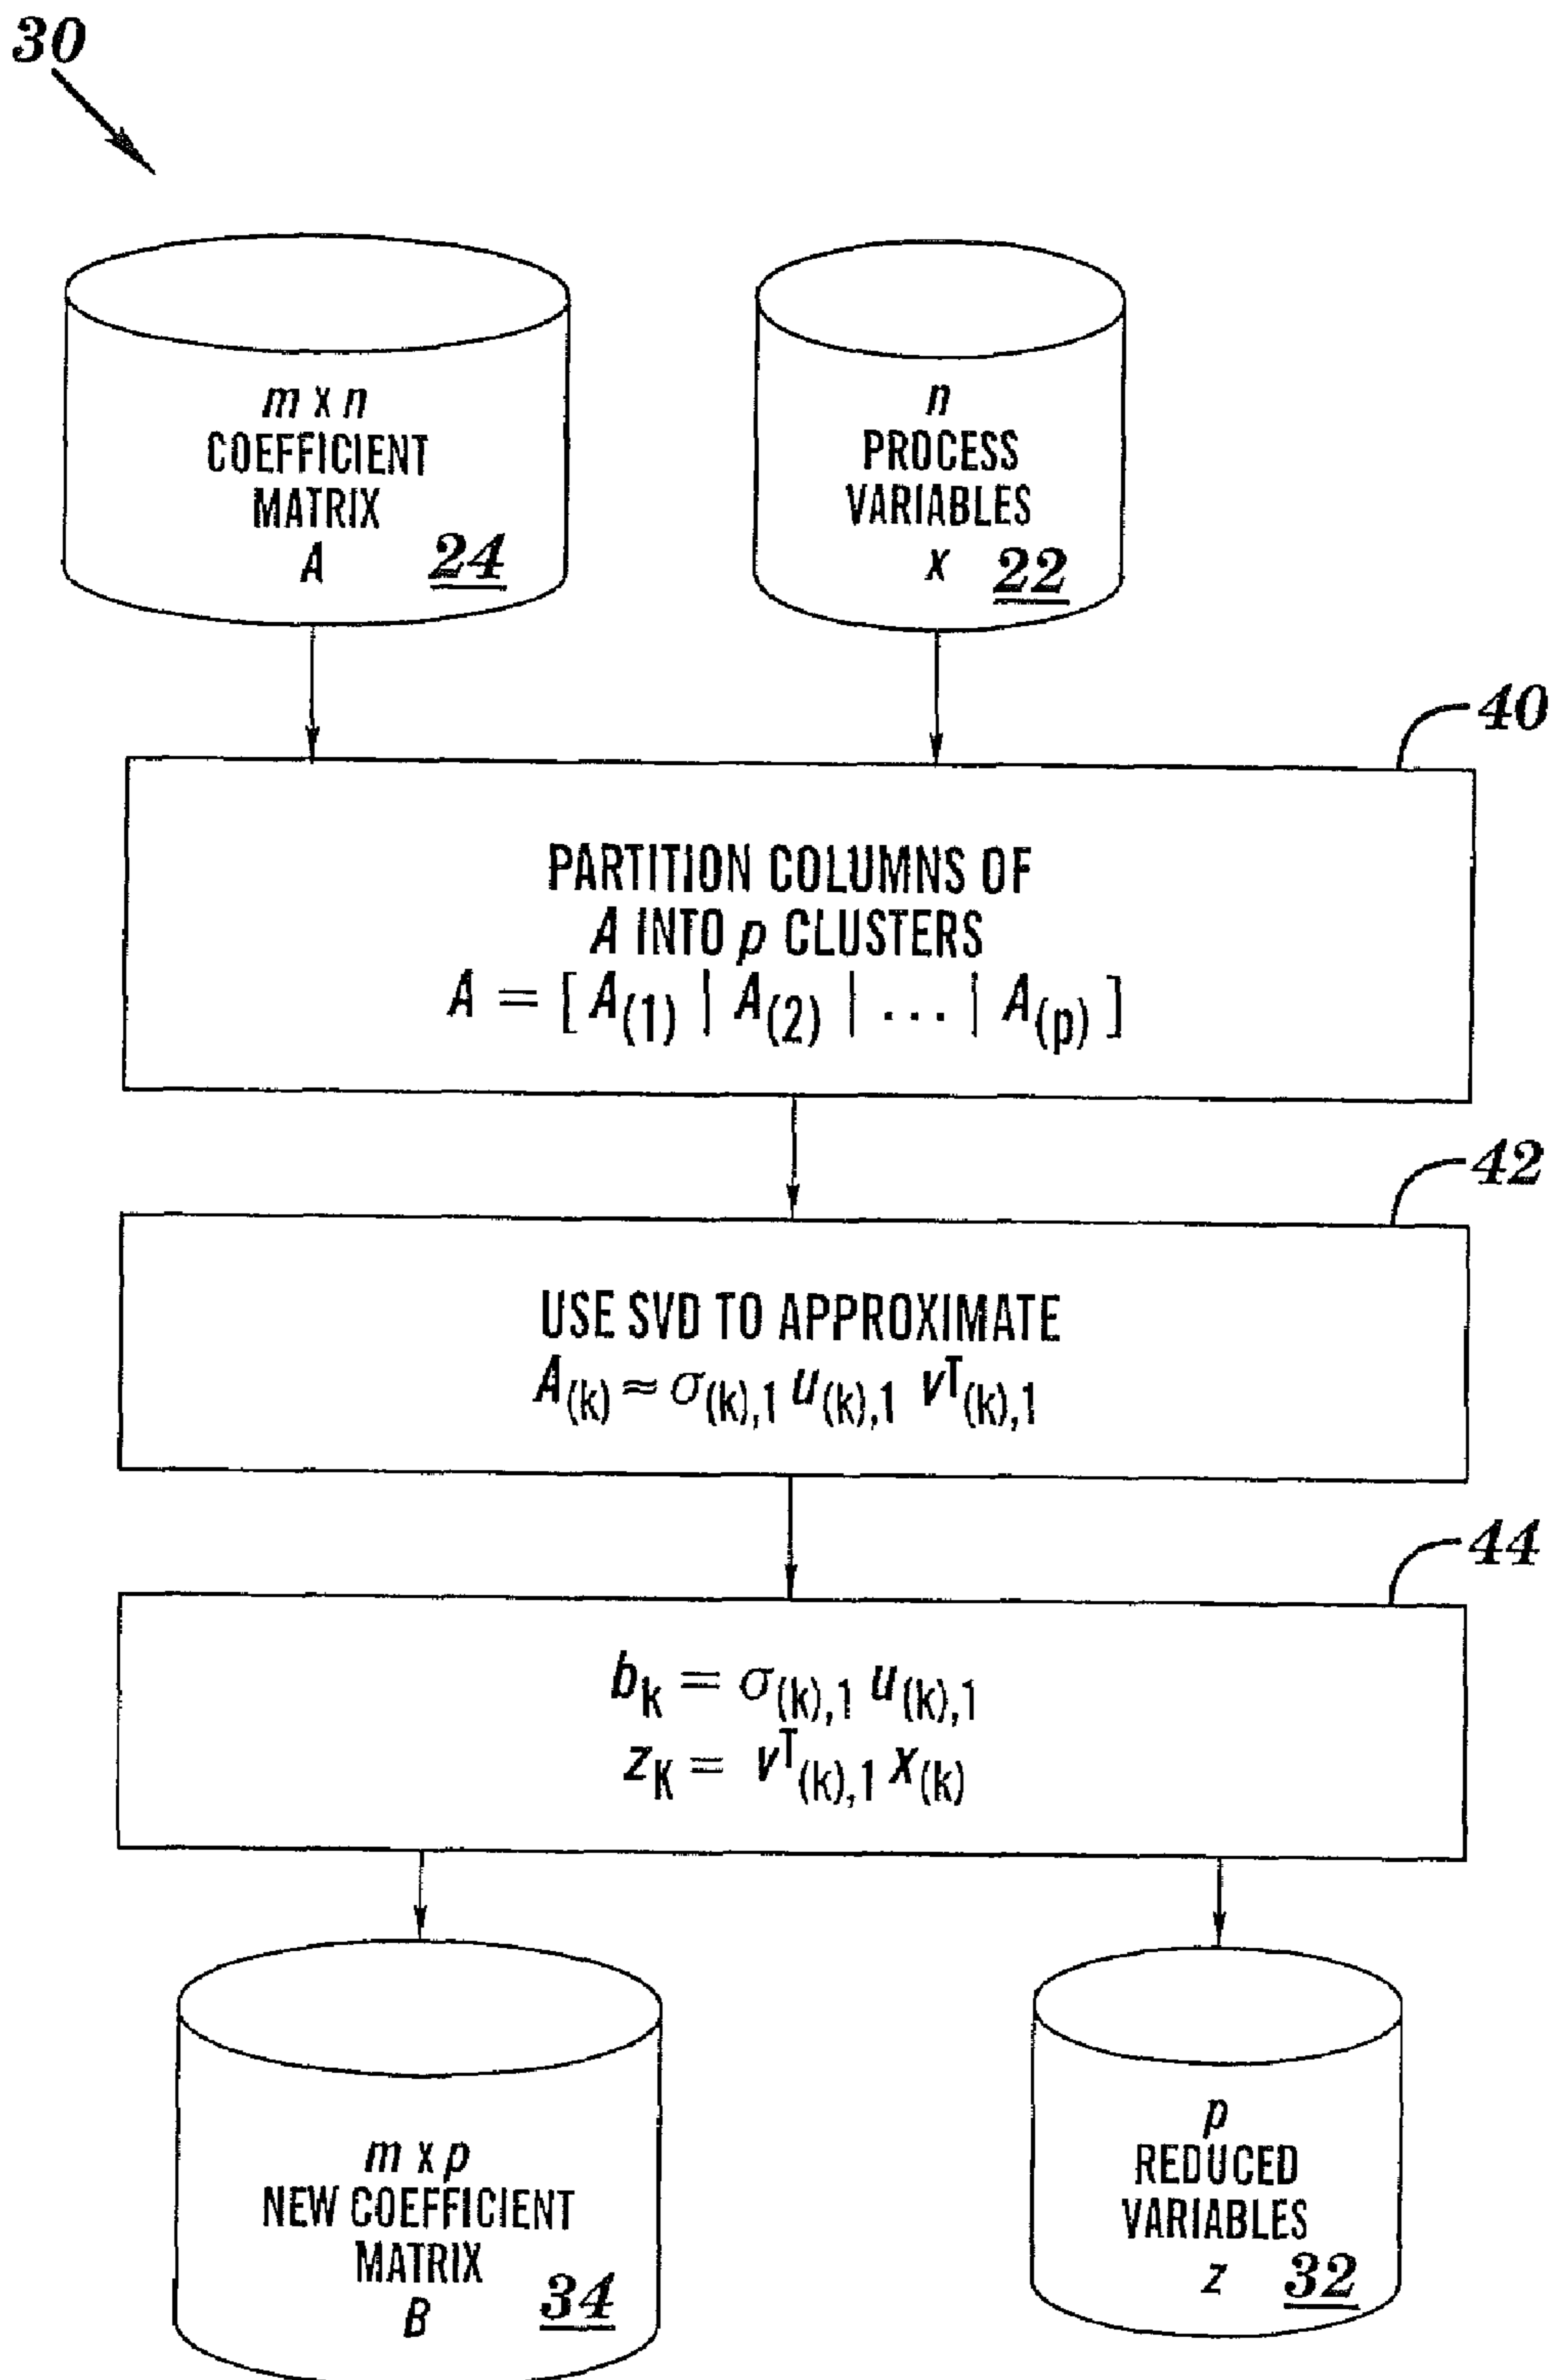 30
m x n
COEFFICIENT
MATRIX
A 24
n
PROCESS
VARIABLES
x 22
40
PARTITION COLUMNS OF
A INTO p CLUSTERS
A = [ A(1) | A(2) | ... | A(p) ]
42
USE SVD TO APPROXIMATE
A(k) ≈ σ(k),1 u(k),1 vT(k),1
44
bk = σ(k),1 u(k),1
zK = vT(k),1 x(k)
m x p
NEW COEFFICIENT
MATRIX
B 34
p
REDUCED
VARIABLES
z 32